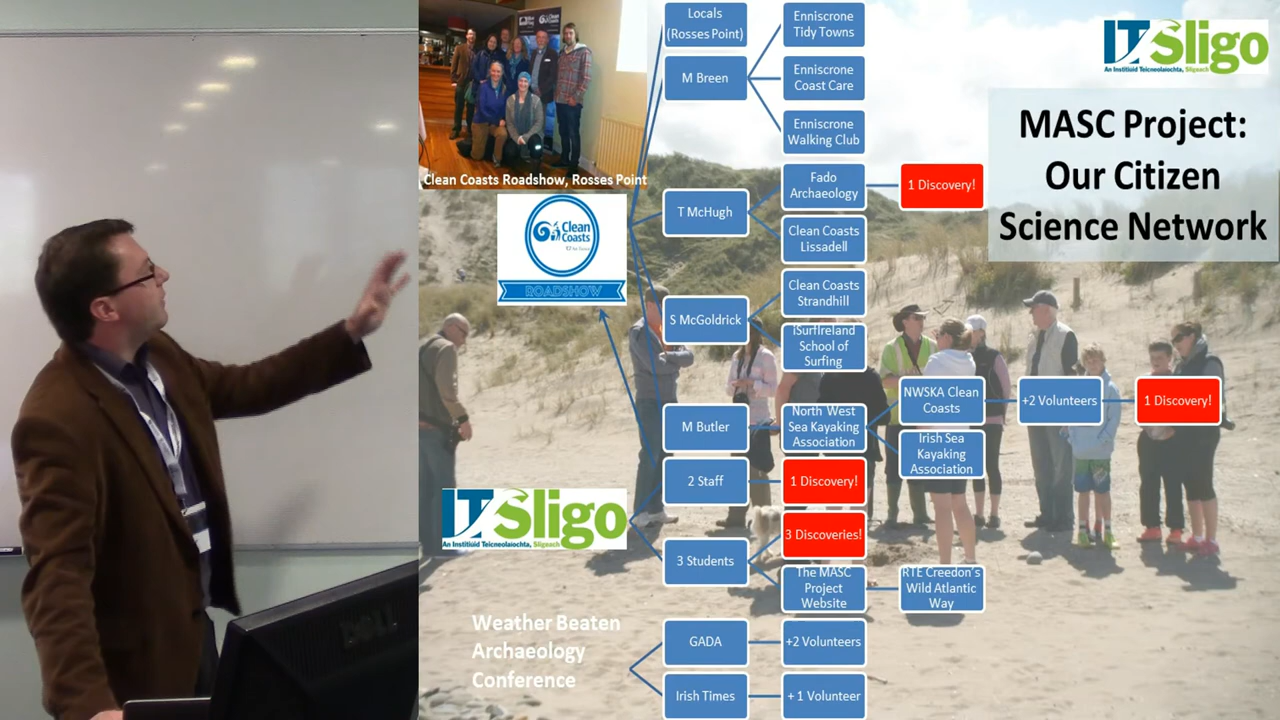 Locals
(Rosses Point)
Enniscrone
Tidy Towns
M Breen
Enniscrone
Coast Care
Enniscrone
Walking Club
Clean Coasts Roadshow, Rosses Point
Clean
Coasts
ROADSHOW
T McHugh
Fado
Archaeology
1 Discovery!
Clean Coasts
Lissadell
S McGoldrick
Clean Coasts
Strandhill
iSurfIreland
School of
Surfing
M Butler
North West
Sea Kayaking
Association
NWSKA Clean
Coasts
+2 Volunteers
1 Discovery!
Irish Sea
Kayaking
Association
IT Sligo
An Institiúid Teicneolaíochta, Sligeach
2 Staff
1 Discovery!
3 Students
3 Discoveries!
The MASC
Project
Website
RTE Creedon's
Wild Atlantic
Way
Weather Beaten
Archaeology
Conference
GADA
+2 Volunteers
Irish Times
+ 1 Volunteer
IT Sligo
An Institiúid Teicneolaíochta, Sligeach
MASC Project:
Our Citizen
Science Network
DELL